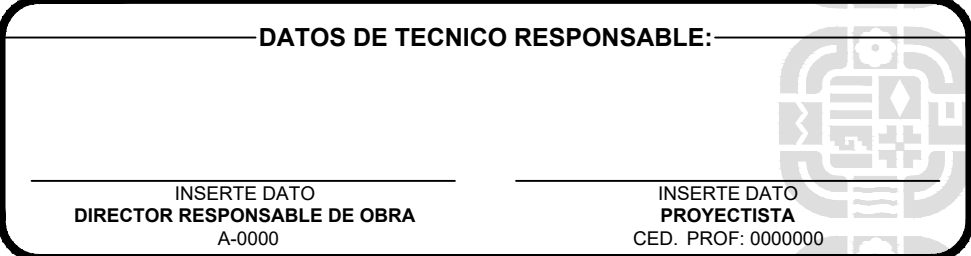 DATOS DE TECNICO RESPONSABLE:
INSERTE DATO
DIRECTOR RESPONSABLE DE OBRA
A-0000
INSERTE DATO
PROYECTISTA
CED. PROF: 0000000